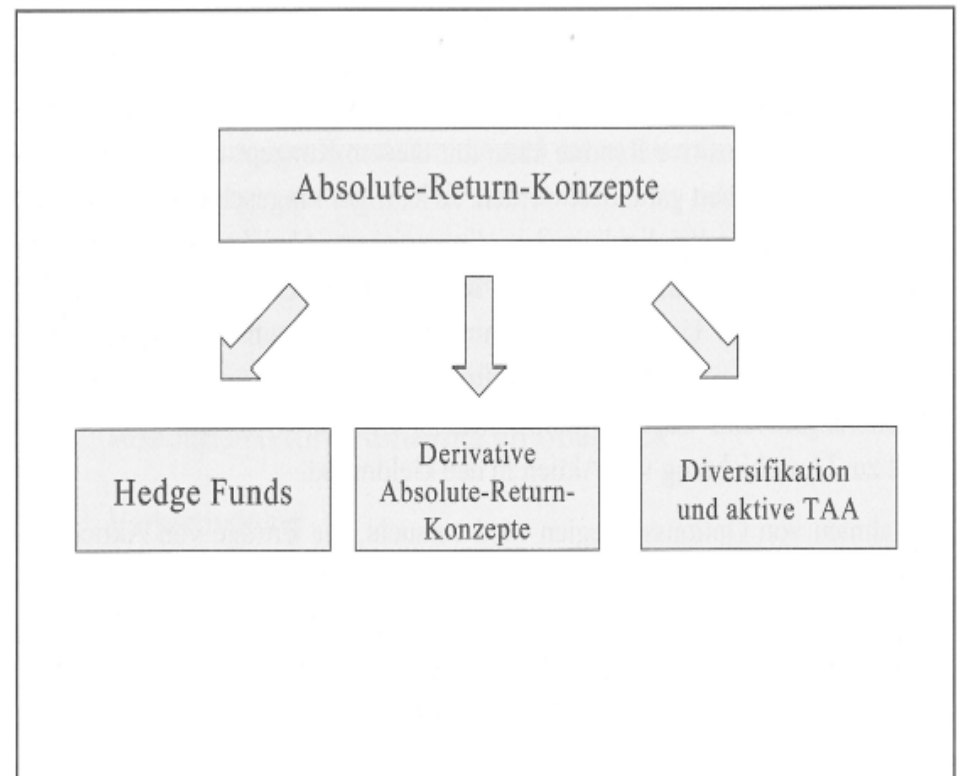 Absolute-Return-Konzepte
Hedge Funds
Derivative
Absolute-Return-
Konzepte
Diversifikation
und aktive TAA